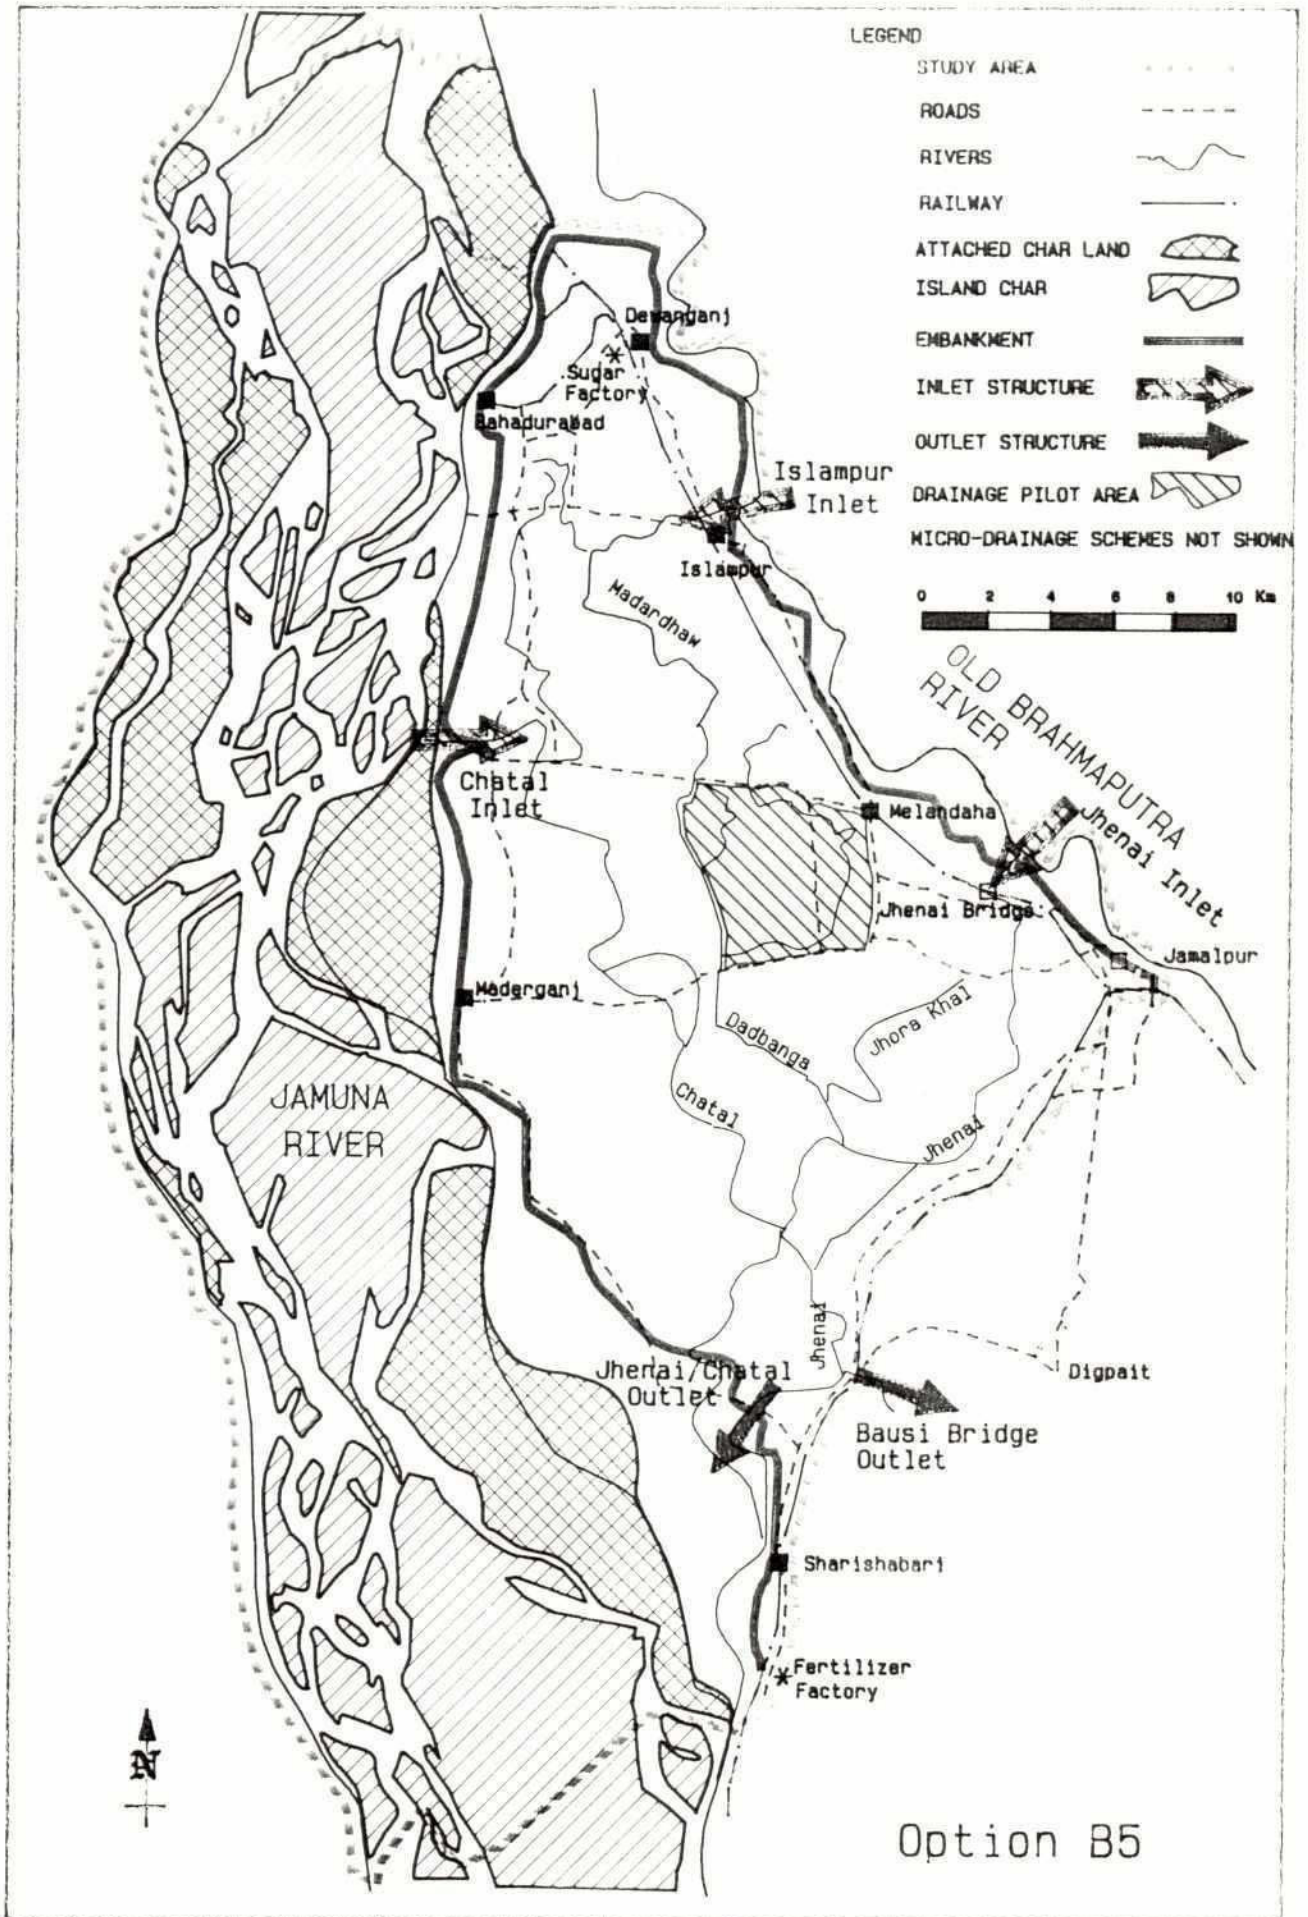 LEGEND
STUDY AREA
ROADS
RIVERS
RAILWAY
ATTACHED CHAR LAND
ISLAND CHAR
EMBANKMENT
INLET STRUCTURE
OUTLET STRUCTURE
DRAINAGE PILOT AREA
MICRO-DRAINAGE SCHEMES NOT SHOWN
0 2 4 6 8 10 Km
Dewanganj
Sugar
Factory
Bahadurabad
Islampur
Inlet
Islampur
Madardhaw
OLD BRAHMAPUTRA
RIVER
Chatal
Inlet
Melandaha
Jhenai Inlet
Jhenai Bridge
Jamalpur
Maderganj
Dadbanga
Jhora Khal
Chatal
Jhenai
JAMUNA
RIVER
Jhenai
Jhenai/Chatal
Outlet
Digpait
Bausi Bridge
Outlet
Sharishabari
Fertilizer
Factory
N
Option B5